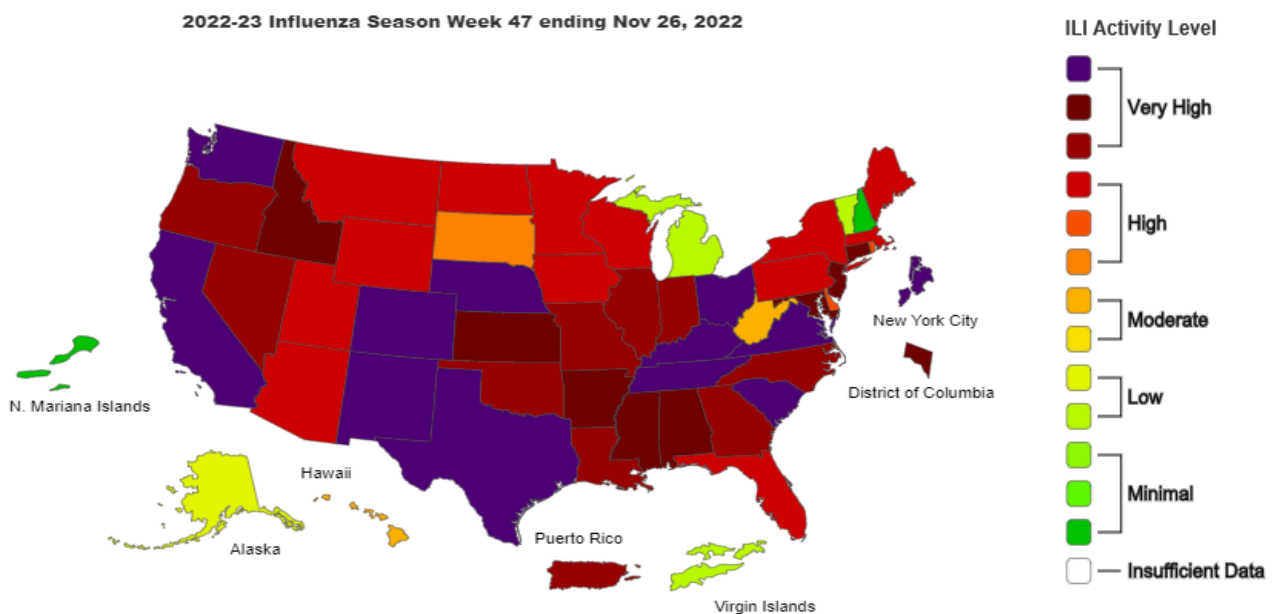 2022-23 Influenza Season Week 47 ending Nov 26, 2022
ILI Activity Level
Very High
High
Moderate
Low
Minimal
Insufficient Data
New York City
District of Columbia
N. Mariana Islands
Hawaii
Alaska
Puerto Rico
Virgin Islands